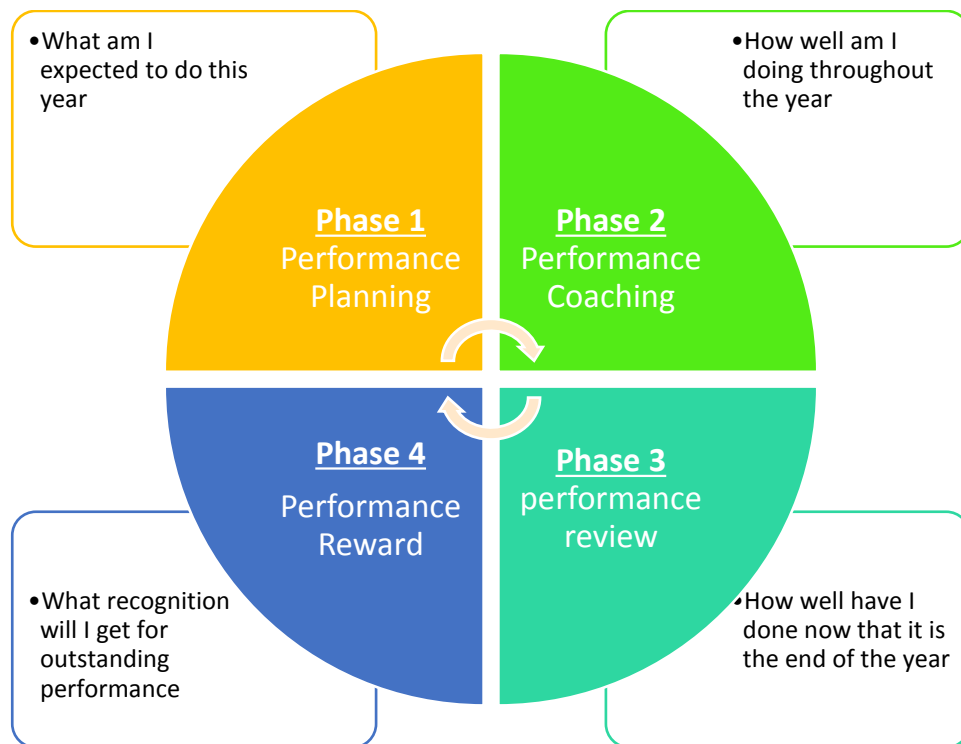 •What am I
expected to do this
year
•How well am I
doing throughout
the year
Phase 1
Performance
Planning
Phase 2
Performance
Coaching
Phase 4
Performance
Reward
Phase 3
performance
review
•What recognition
will I get for
outstanding
performance
•How well have I
done now that it is
the end of the year